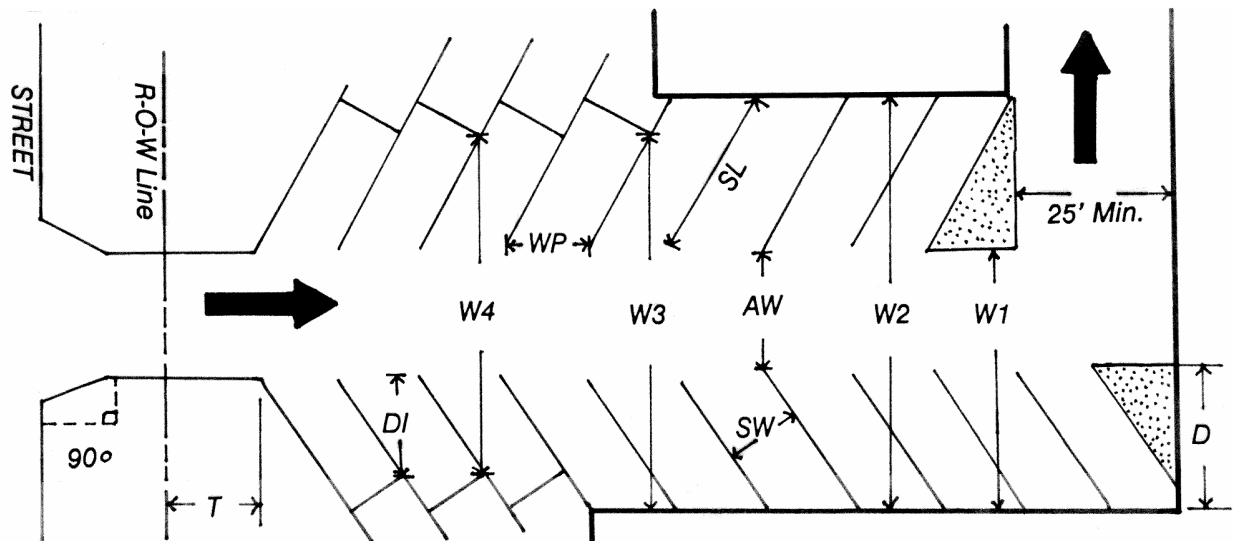 STREET
R-O-W Line
SL
25' Min.
WP
W4
W3
AW
W2
W1
DI
SW
D
90°
T